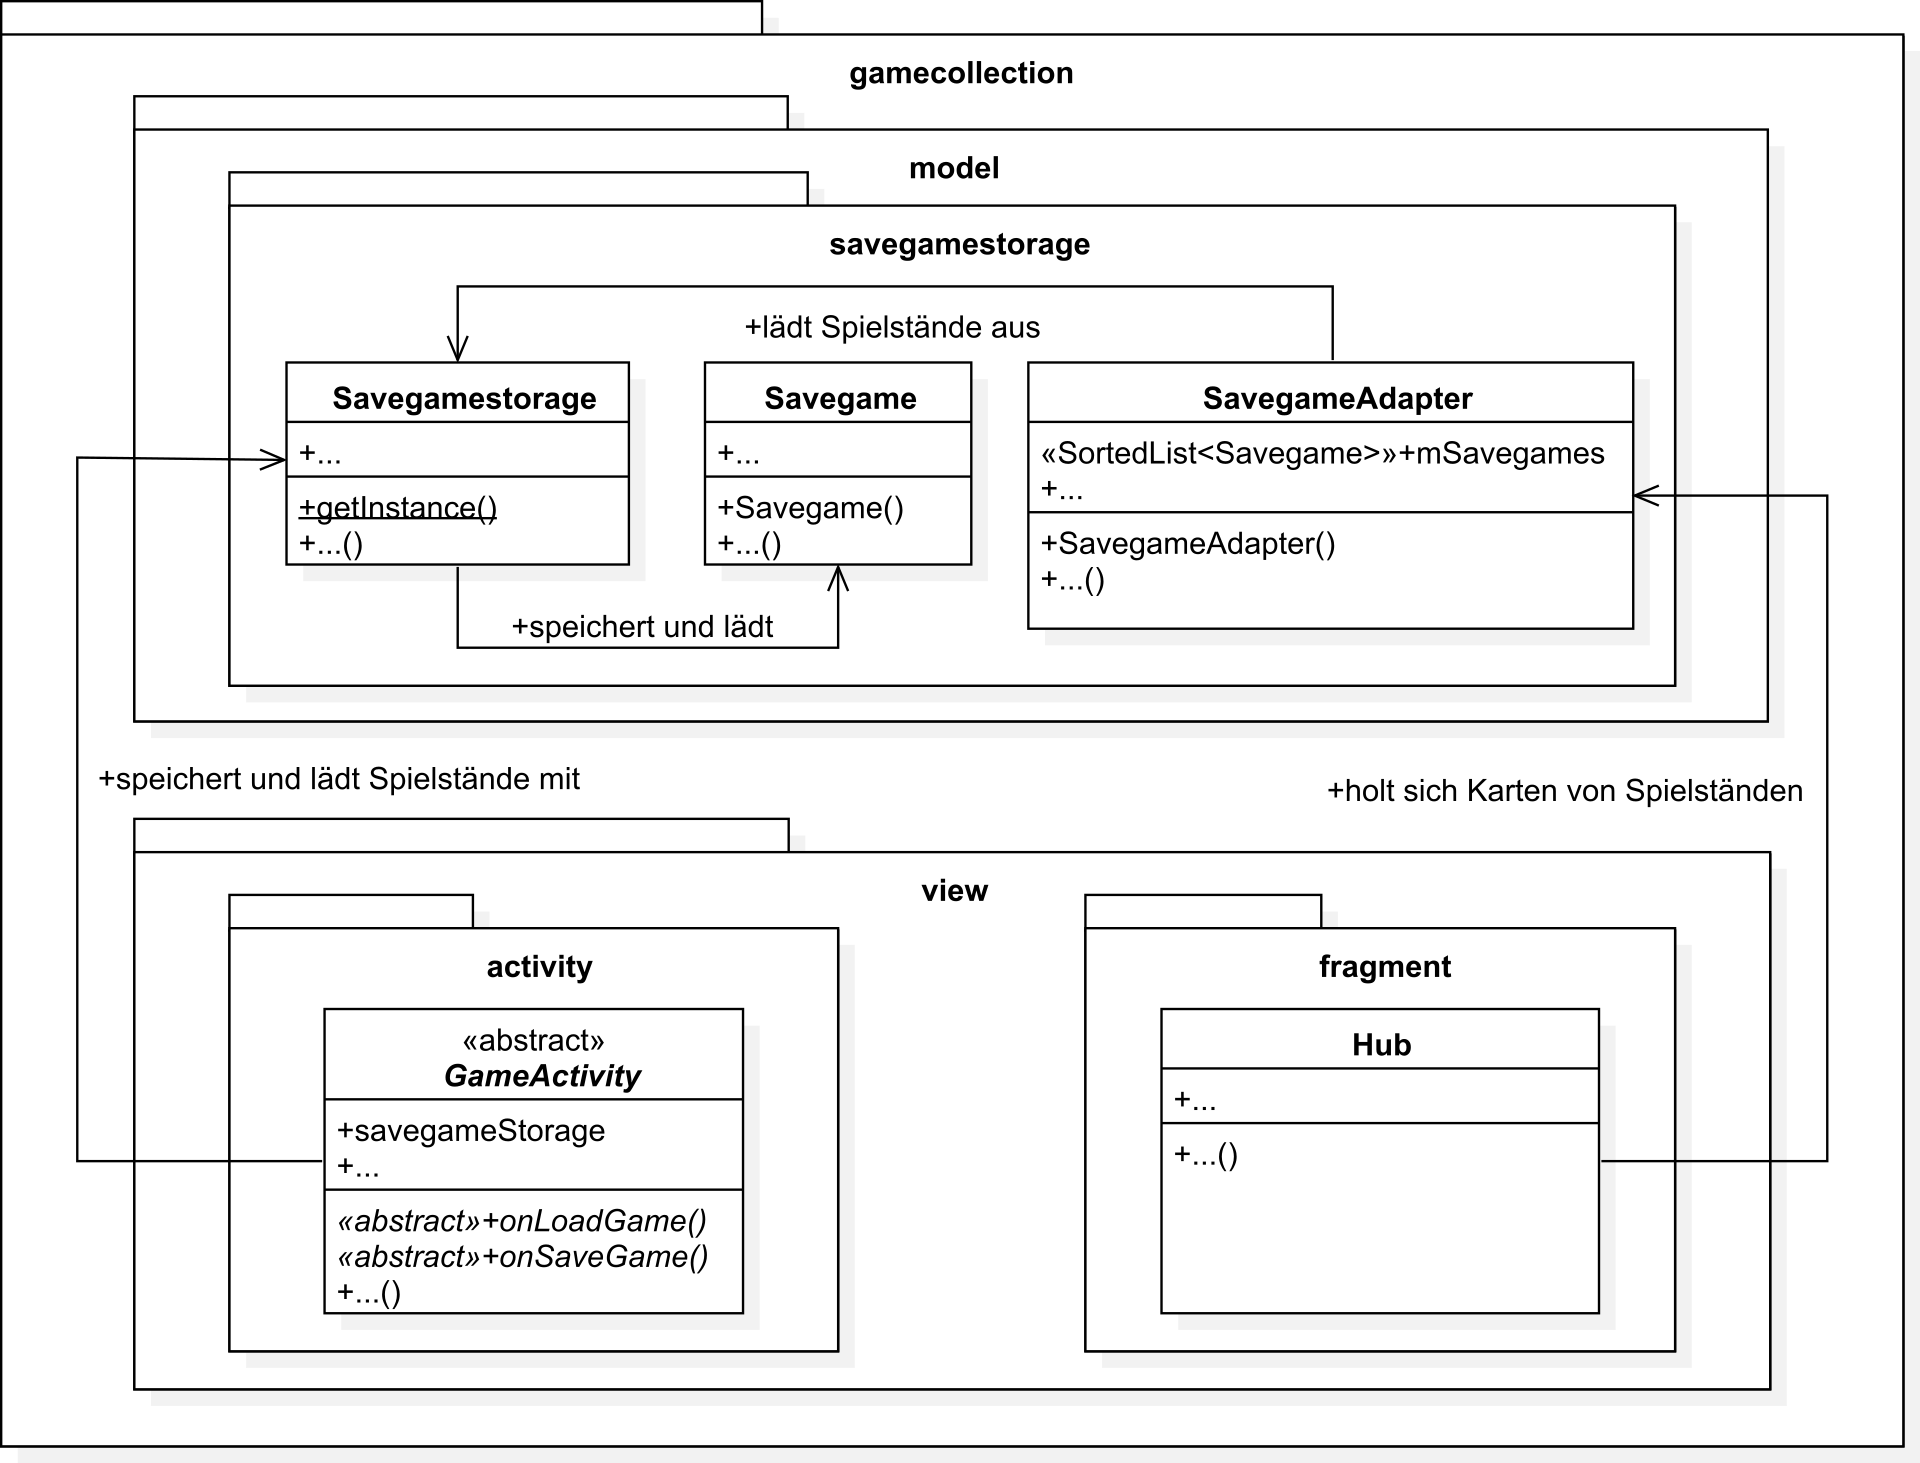 gamecollection
model
savegamestorage
+lädt Spielstände aus
Savegamestorage
+...
+getInstance()
+...()
Savegame
+...
+Savegame()
+...()
SavegameAdapter
«SortedList<Savegame>»+mSavegames
+...
+SavegameAdapter()
+...()
+speichert und lädt
+speichert und lädt Spielstände mit
+holt sich Karten von Spielständen
view
activity
«abstract»
GameActivity
+savegameStorage
+...
«abstract»+onLoadGame()
«abstract»+onSaveGame()
+...()
fragment
Hub
+...
+...()